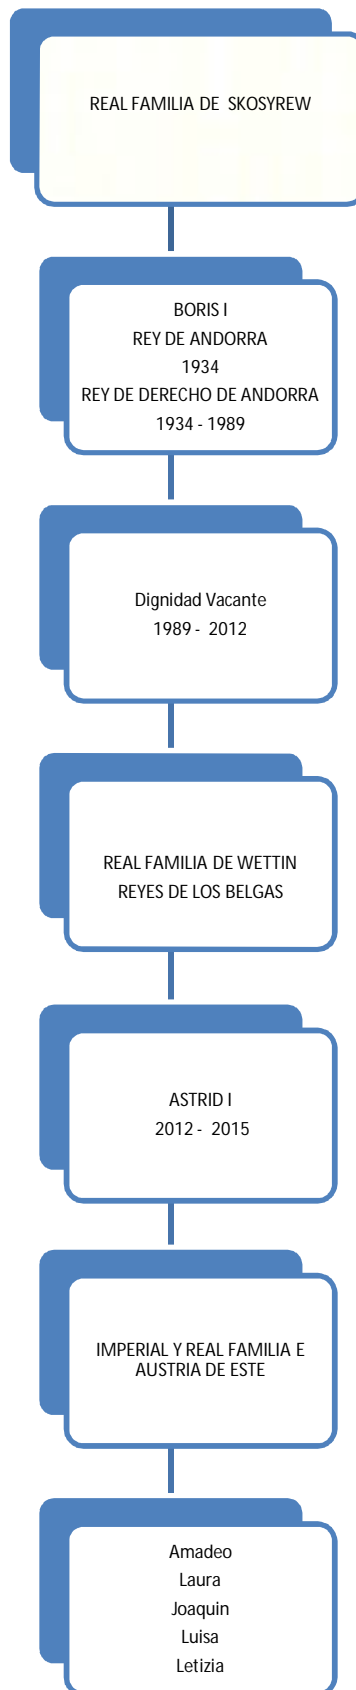 REAL FAMILIA DE SKOSYREW
BORIS I
REY DE ANDORRA
1934
REY DE DERECHO DE ANDORRA
1934 - 1989
Dignidad Vacante
1989 - 2012
REAL FAMILIA DE WETTIN
REYES DE LOS BELGAS
ASTRID I
2012 - 2015
IMPERIAL Y REAL FAMILIA E
AUSTRIA DE ESTE
Amadeo
Laura
Joaquin
Luisa
Letizia